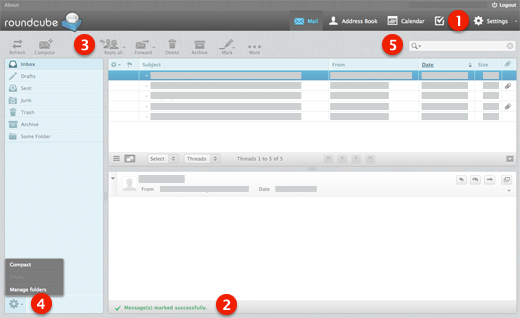 About
Logout
roundcube
Mail
Address Book
Calendar
1
Settings
3
5
Refresh
Compose
Reply all
Forward
Delete
Archive
Mark
More
Inbox
Drafts
Sent
Junk
Trash
Archive
Some Folder
Subject
From
Date
Size
Select
Threads
Threads 1 to 5 of 5
From
Date
Compact
Manage folders
4
Message(s) marked successfully.
2